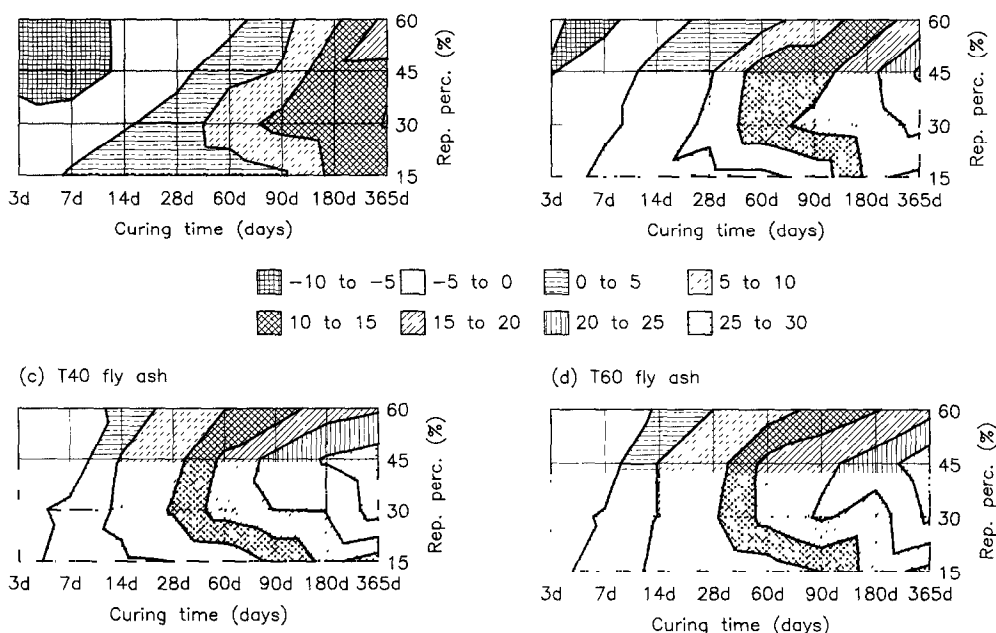 60
45
30
15
Rep. perc. (%)
3d 7d 14d 28d 60d 90d 180d 365d
Curing time (days)
60
45
30
15
Rep. perc. (%)
3d 7d 14d 28d 60d 90d 180d 365d
Curing time (days)
-10 to -5 -5 to 0 0 to 5 5 to 10
10 to 15 15 to 20 20 to 25 25 to 30
(c) T40 fly ash
60
45
30
15
Rep. perc. (%)
3d 7d 14d 28d 60d 90d 180d 365d
Curing time (days)
(d) T60 fly ash
60
45
30
15
Rep. perc. (%)
3d 7d 14d 28d 60d 90d 180d 365d
Curing time (days)